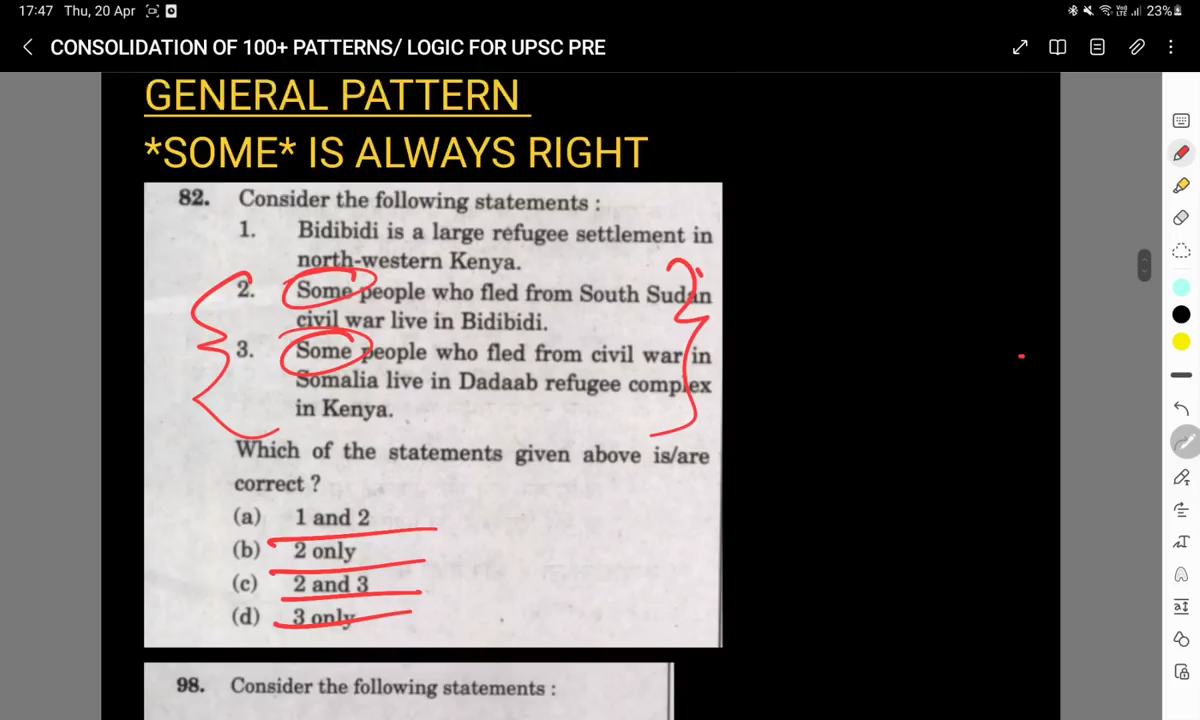 17:47 Thu, 20 Apr 23%
CONSOLIDATION OF 100+ PATTERNS/ LOGIC FOR UPSC PRE
GENERAL PATTERN
*SOME* IS ALWAYS RIGHT
82. Consider the following statements :
1. Bidibidi is a large refugee settlement in
north-western Kenya.
2. Some people who fled from South Sudan
civil war live in Bidibidi.
3. Some people who fled from civil war in
Somalia live in Dadaab refugee complex
in Kenya.
Which of the statements given above is/are
correct ?
(a) 1 and 2
(b) 2 only
(c) 2 and 3
(d) 3 only
98. Consider the following statements :